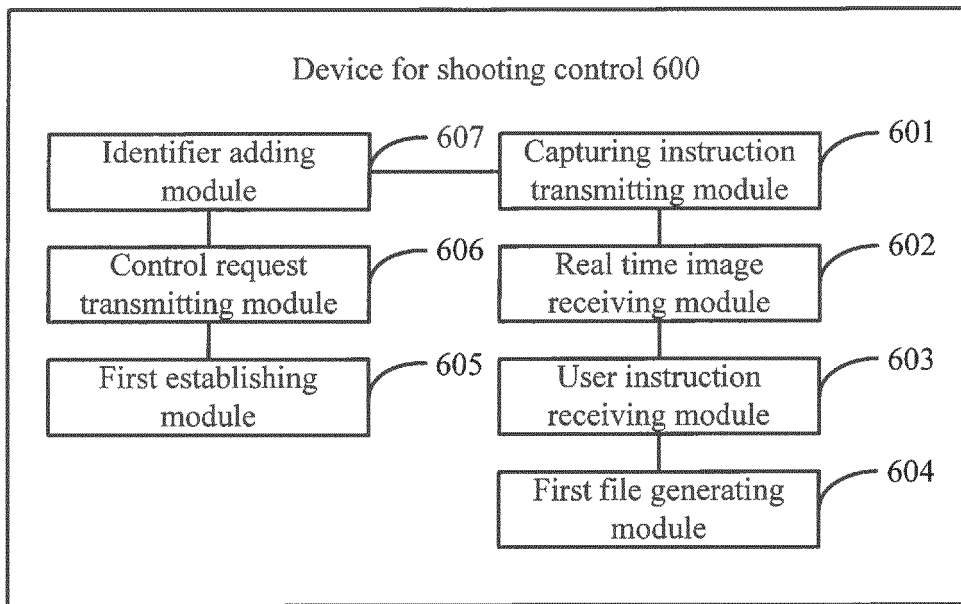 Device for shooting control 600
Identifier adding
module
607
Capturing instruction
transmitting module
601
Control request
transmitting module
606
Real time image
receiving module
602
First establishing
module
605
User instruction
receiving module
603
First file generating
module
604